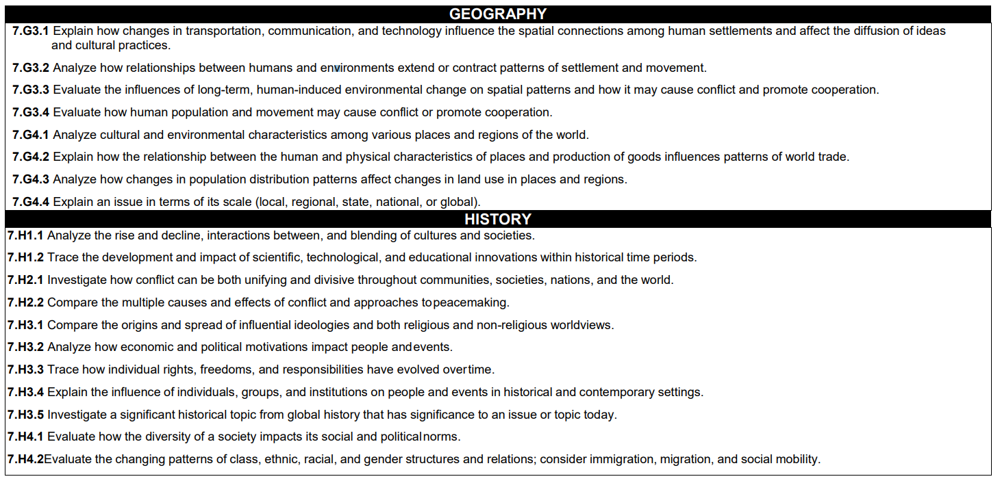 GEOGRAPHY
7.G3.1 Explain how changes in transportation, communication, and technology influence the spatial connections among human settlements and affect the diffusion of ideas
and cultural practices.
7.G3.2 Analyze how relationships between humans and environments extend or contract patterns of settlement and movement.
7.G3.3 Evaluate the influences of long-term, human-induced environmental change on spatial patterns and how it may cause conflict and promote cooperation.
7.G3.4 Evaluate how human population and movement may cause conflict or promote cooperation.
7.G4.1 Analyze cultural and environmental characteristics among various places and regions of the world.
7.G4.2 Explain how the relationship between the human and physical characteristics of places and production of goods influences patterns of world trade.
7.G4.3 Analyze how changes in population distribution patterns affect changes in land use in places and regions.
7.G4.4 Explain an issue in terms of its scale (local, regional, state, national, or global).
HISTORY
7.H1.1 Analyze the rise and decline, interactions between, and blending of cultures and societies.
7.H1.2 Trace the development and impact of scientific, technological, and educational innovations within historical time periods.
7.H2.1 Investigate how conflict can be both unifying and divisive throughout communities, societies, nations, and the world.
7.H2.2 Compare the multiple causes and effects of conflict and approaches to peacemaking.
7.H3.1 Compare the origins and spread of influential ideologies and both religious and non-religious worldviews.
7.H3.2 Analyze how economic and political motivations impact people and events.
7.H3.3 Trace how individual rights, freedoms, and responsibilities have evolved over time.
7.H3.4 Explain the influence of individuals, groups, and institutions on people and events in historical and contemporary settings.
7.H3.5 Investigate a significant historical topic from global history that has significance to an issue or topic today.
7.H4.1 Evaluate how the diversity of a society impacts its social and political norms.
7.H4.2Evaluate the changing patterns of class, ethnic, racial, and gender structures and relations; consider immigration, migration, and social mobility.